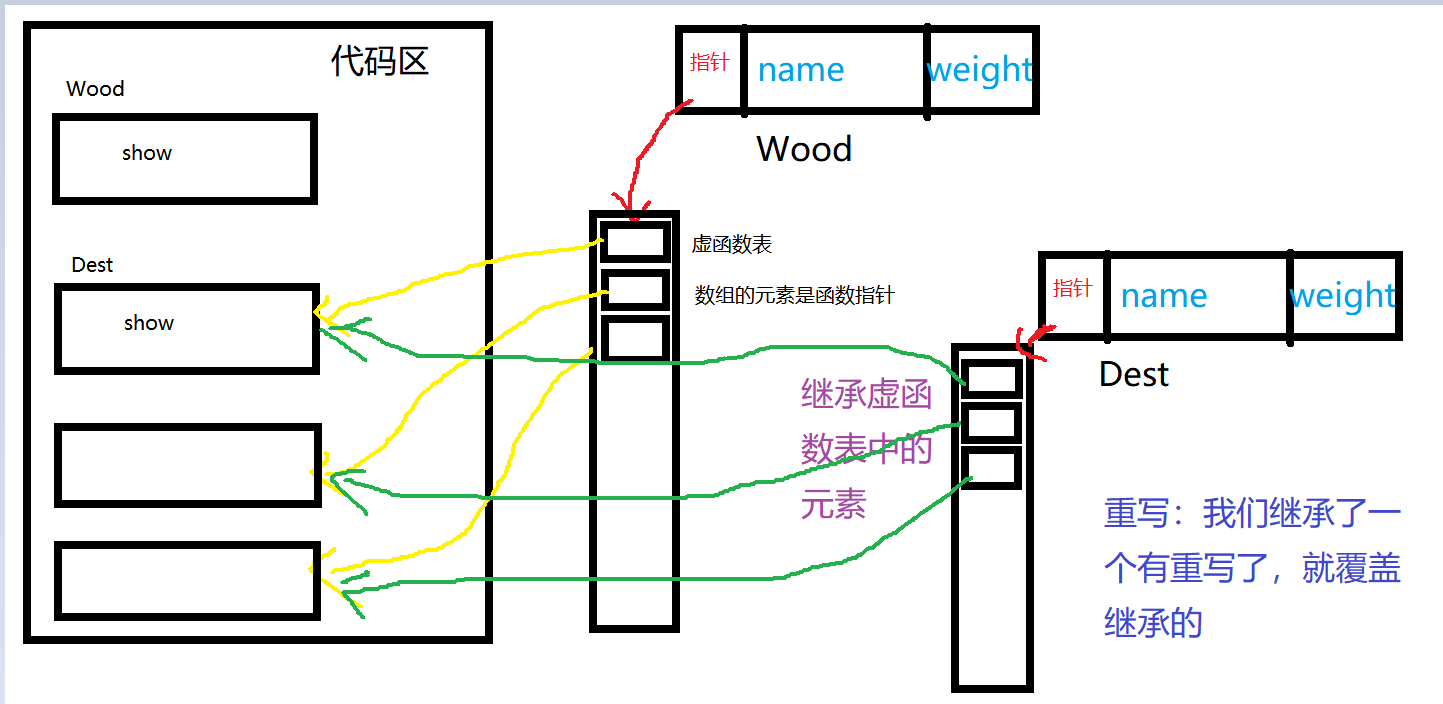 代码区
Wood
show
Dest
show
指针
name
weight
Wood
虚函数表
数组的元素是函数指针
指针
name
weight
Dest
继承虚函
数表中的
元素
重写：我们继承了一
个有重写了，就覆盖
继承的